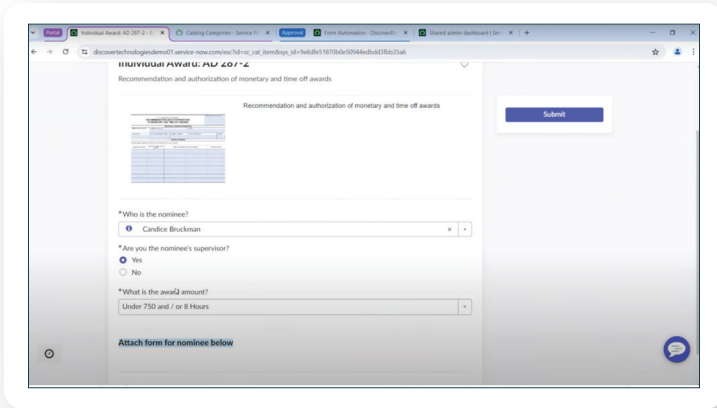 Portal
Individual Award: AD 287-2 -
Catalog Categories - Service Po
Approval
Form Automation - DiscoverD
Shared admin dashboard | Serv
discovertechnologiesdemo01.service-now.com/esc?id=sc_cat_item&sys_id=
Individual Award: AD 287-2
Recommendation and authorization of monetary and time off awards
Recommendation and authorization of monetary and time off awards
Submit
*Who is the nominee?
Candice Bruckman
*Are you the nominee's supervisor?
Yes
No
*What is the award amount?
Under 750 and / or 8 Hours
Attach form for nominee below